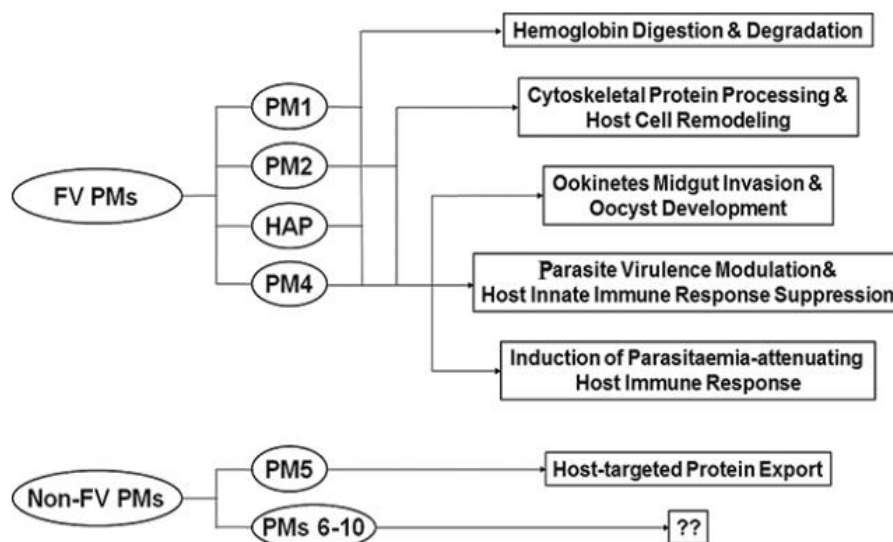 Hemoglobin Digestion & Degradation
PM1
Cytoskeletal Protein Processing &
Host Cell Remodeling
PM2
FV PMs
Ookinetes Midgut Invasion &
Oocyst Development
HAP
PM4
Parasite Virulence Modulation&
Host Innate Immune Response Suppression
Induction of Parasitaemia-attenuating
Host Immune Response
PM5
Host-targeted Protein Export
Non-FV PMs
PMs 6-10
??